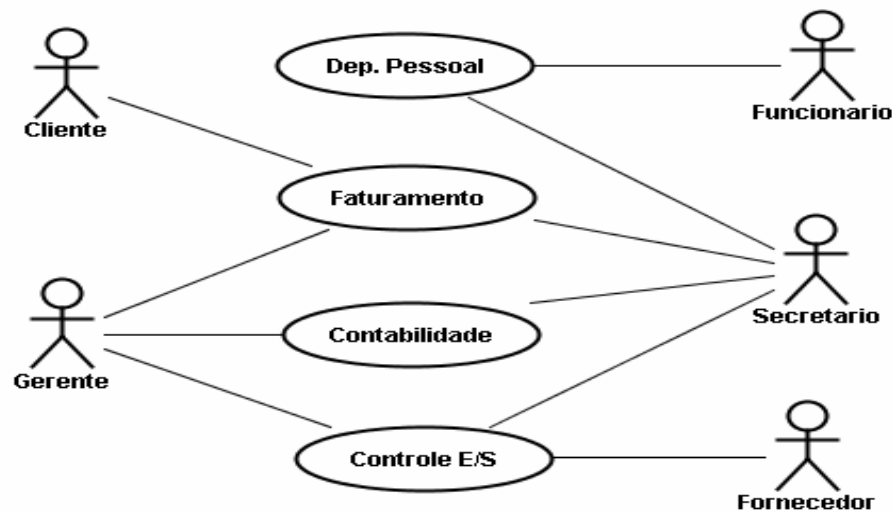 Dep. Pessoal
Funcionario
Cliente
Faturamento
Secretario
Contabilidade
Gerente
Controle E/S
Fornecedor